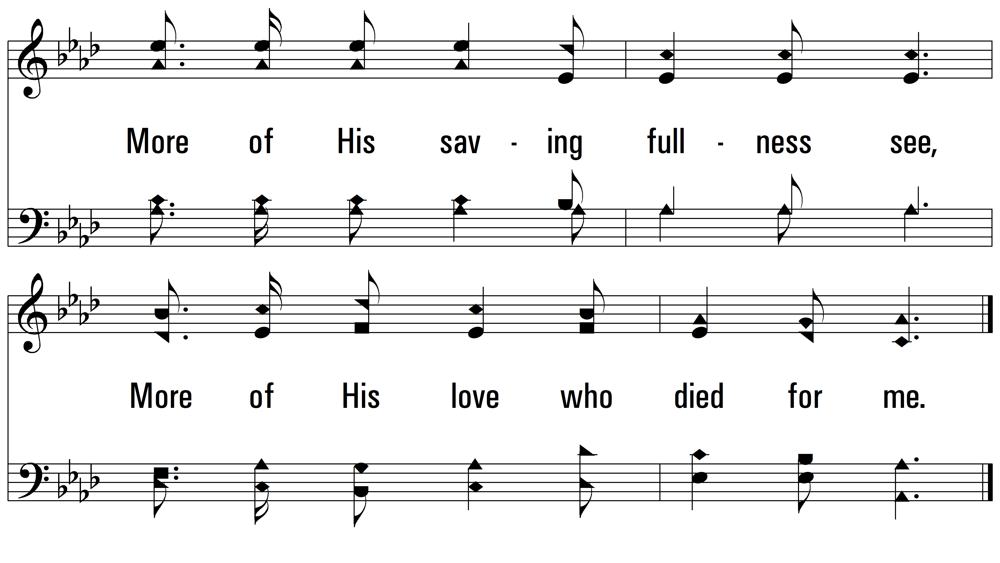 More of His sav - ing full - ness see,
More of His love who died for me.